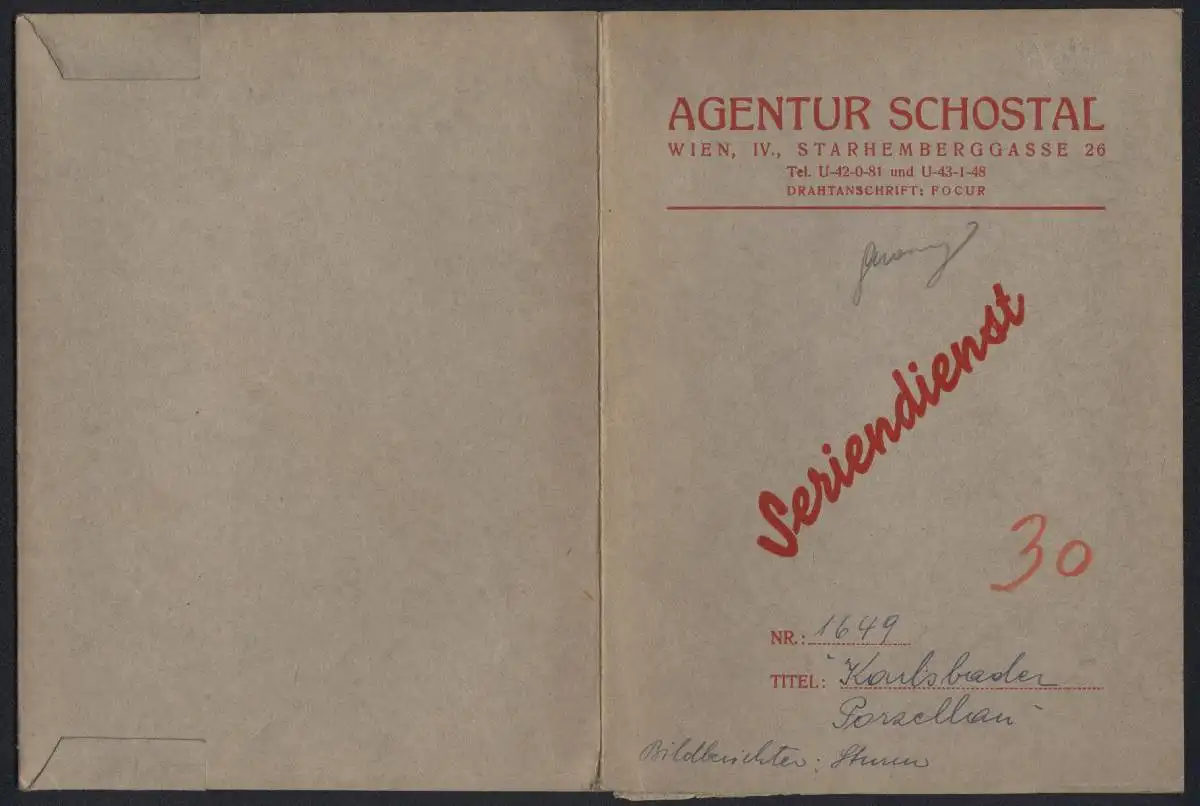 AGENTUR SCHOSTAL
WIEN, IV., STARHEMBERGGASSE 26
Tel. U-42-0-81 und U-43-1-48
DRAHTANSCHRIFT: FOCUR
Seriendienst
30
NR.: 1649
TITEL: "Karlsbader
Porzellan"
Bildberichter: Sturm